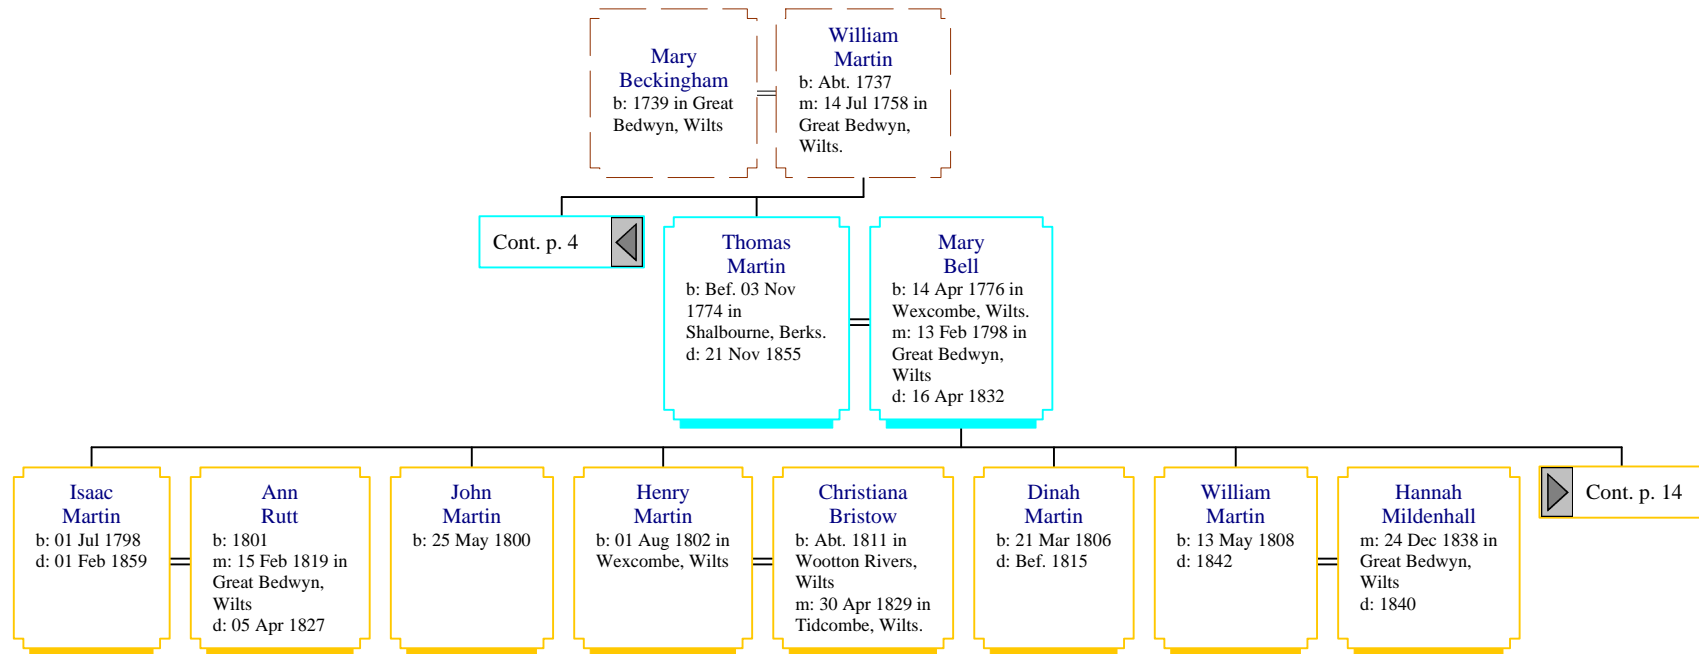 Mary
Beckingham
b: 1739 in Great
Bedwyn, Wilts
William
Martin
b: Abt. 1737
m: 14 Jul 1758 in
Great Bedwyn,
Wilts.
Cont. p. 4
Thomas
Martin
b: Bef. 03 Nov
1774 in
Shalbourne, Berks.
d: 21 Nov 1855
Mary
Bell
b: 14 Apr 1776 in
Wexcombe, Wilts.
m: 13 Feb 1798 in
Great Bedwyn,
Wilts
d: 16 Apr 1832
Isaac
Martin
b: 01 Jul 1798
d: 01 Feb 1859
Ann
Rutt
b: 1801
m: 15 Feb 1819 in
Great Bedwyn,
Wilts
d: 05 Apr 1827
John
Martin
b: 25 May 1800
Henry
Martin
b: 01 Aug 1802 in
Wexcombe, Wilts
Christiana
Bristow
b: Abt. 1811 in
Wootton Rivers,
Wilts
m: 30 Apr 1829 in
Tidcombe, Wilts.
Dinah
Martin
b: 21 Mar 1806
d: Bef. 1815
William
Martin
b: 13 May 1808
d: 1842
Hannah
Mildenhall
m: 24 Dec 1838 in
Great Bedwyn,
Wilts
d: 1840
Cont. p. 14